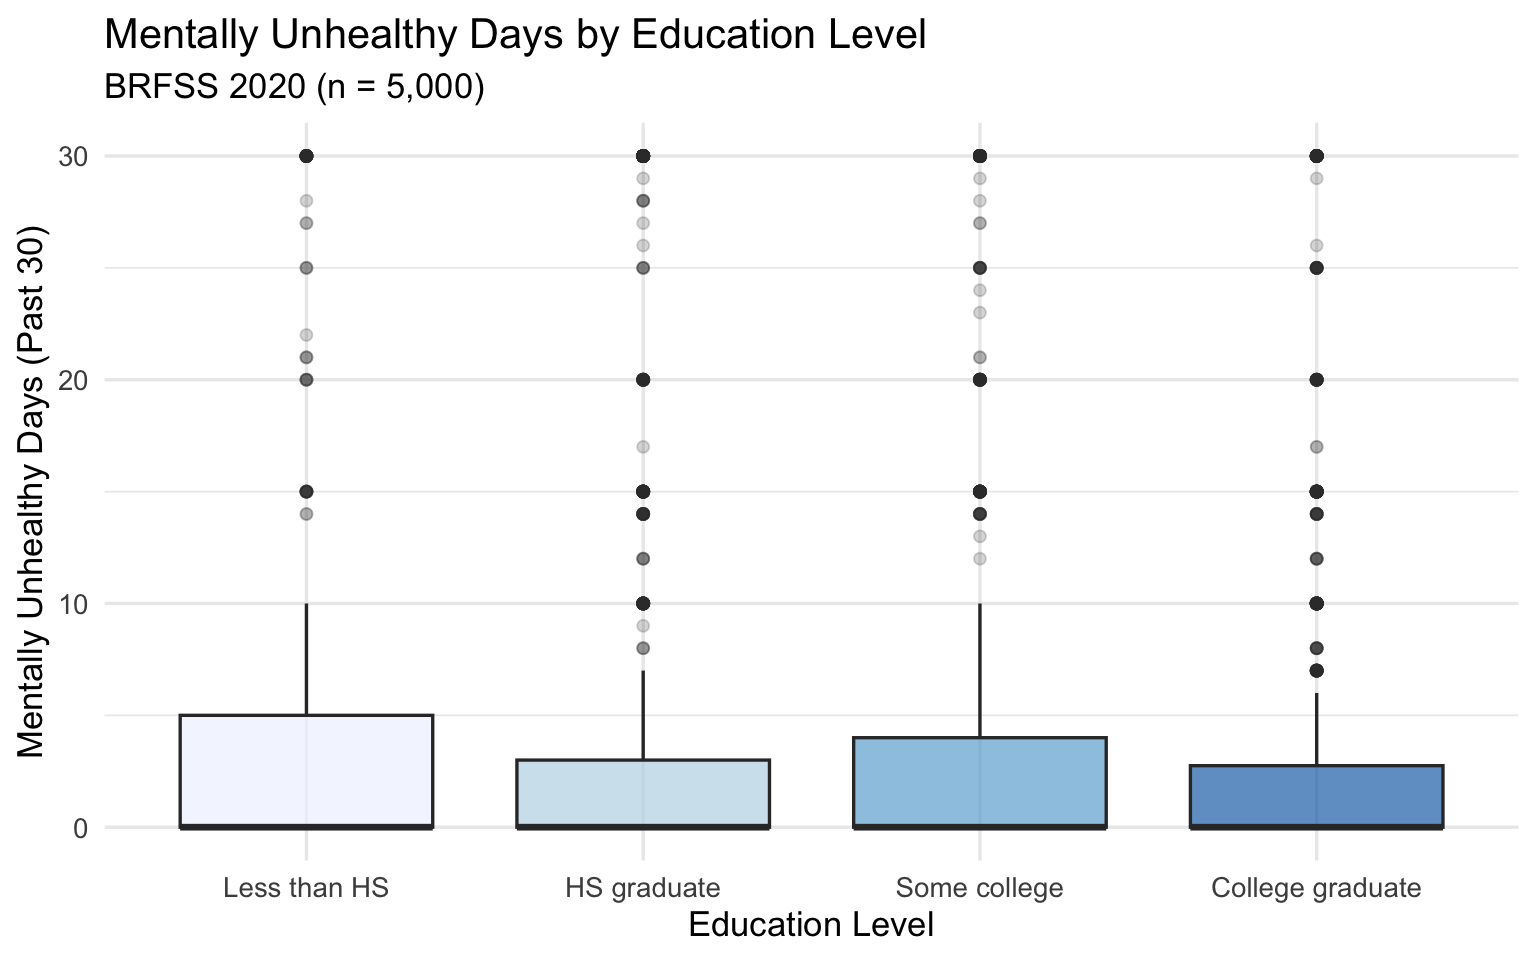 Mentally Unhealthy Days by Education Level
BRFSS 2020 (n = 5,000)
Mentally Unhealthy Days (Past 30)
30
20
10
0
Less than HS
HS graduate
Some college
College graduate
Education Level